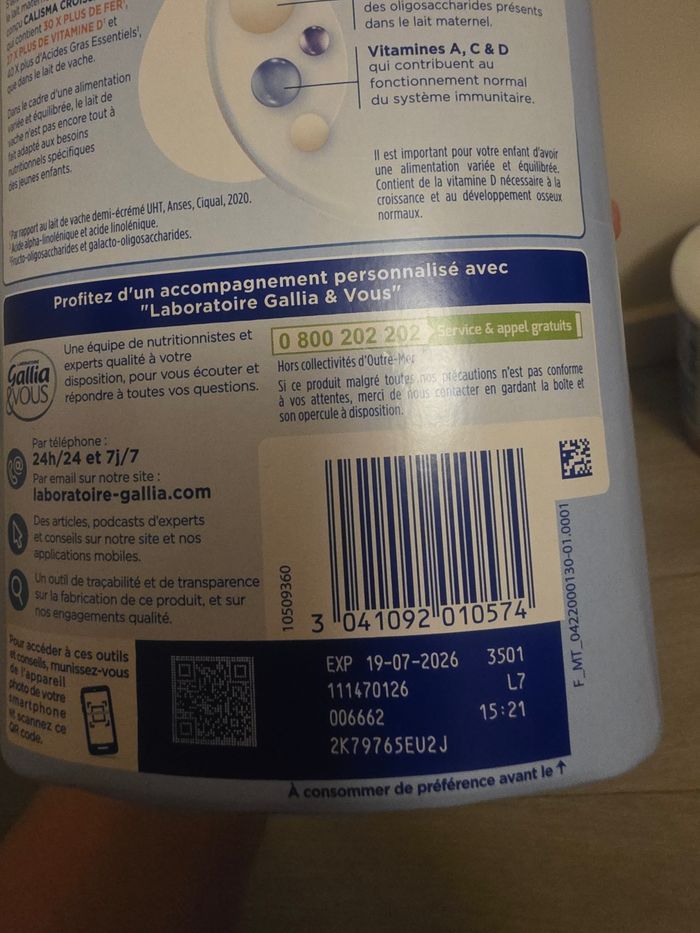 le lait mater
conçu CALISMA CROIS
qui contient 30 X PLUS DE FER¹,
27 X PLUS DE VITAMINE D¹ et
40 X plus d'Acides Gras Essentiels¹,
que dans le lait de vache.
Dans le cadre d'une alimentation
variée et équilibrée, le lait de
vache n'est pas encore tout à
fait adapté aux besoins
nutritionnels spécifiques
des jeunes enfants.
des oligosaccharides présents
dans le lait maternel.
Vitamines A, C & D
qui contribuent au
fonctionnement normal
du système immunitaire.
Il est important pour votre enfant d'avoir
une alimentation variée et équilibrée.
Contient de la vitamine D nécessaire à la
croissance et au développement osseux
normaux.
¹Par rapport au lait de vache demi-écrémé UHT, Anses, Ciqual, 2020.
²Acide alpha-linolénique et acide linolénique.
³Fructo-oligosaccharides et galacto-oligosaccharides.
Profitez d'un accompagnement personnalisé avec
"Laboratoire Gallia & Vous"
LABORATOIRE
Gallia
&VOUS
Une équipe de nutritionnistes et
experts qualité à votre
disposition, pour vous écouter et
répondre à toutes vos questions.
0 800 202 202 Service & appel gratuits
Hors collectivités d'Outre-Mer
Si ce produit malgré toutes nos précautions n'est pas conforme
à vos attentes, merci de nous contacter en gardant la boîte et
son opercule à disposition.
Par téléphone :
24h/24 et 7j/7
Par email sur notre site :
laboratoire-gallia.com
Des articles, podcasts d'experts
et conseils sur notre site et nos
applications mobiles.
Un outil de traçabilité et de transparence
sur la fabrication de ce produit, et sur
nos engagements qualité.
Pour accéder à ces outils
et conseils, munissez-vous
de l'appareil
photo de votre
smartphone
et scannez ce
QR code.
10509360
3 041092 010574
F_MT_0422000130-01.0001
EXP 19-07-2026 3501
111470126 L7
006662 15:21
2K79765EU2J
À consommer de préférence avant le ↑